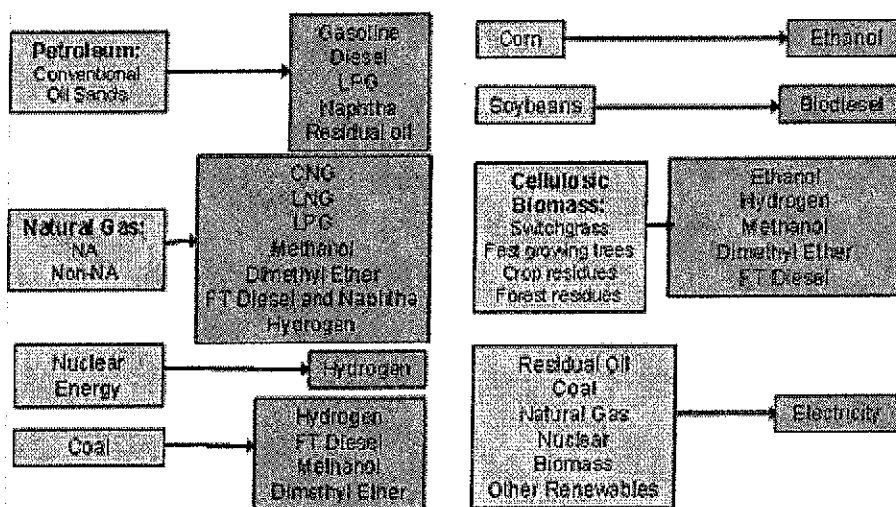 Petroleum:
Conventional
Oil Sands
Gasoline
Diesel
LPG
Naphtha
Residual oil
Natural Gas:
NA
Non-NA
CNG
LNG
LPG
Methanol
Dimethyl Ether
FT Diesel and Naphtha
Hydrogen
Nuclear
Energy
Hydrogen
Coal
Hydrogen
FT Diesel
Methanol
Dimethyl Ether
Corn
Ethanol
Soybeans
Biodiesel
Cellulosic
Biomass:
Switchgrass
Fast growing trees
Crop residues
Forest residues
Ethanol
Hydrogen
Methanol
Dimethyl Ether
FT Diesel
Residual Oil
Coal
Natural Gas
Nuclear
Biomass
Other Renewables
Electricity